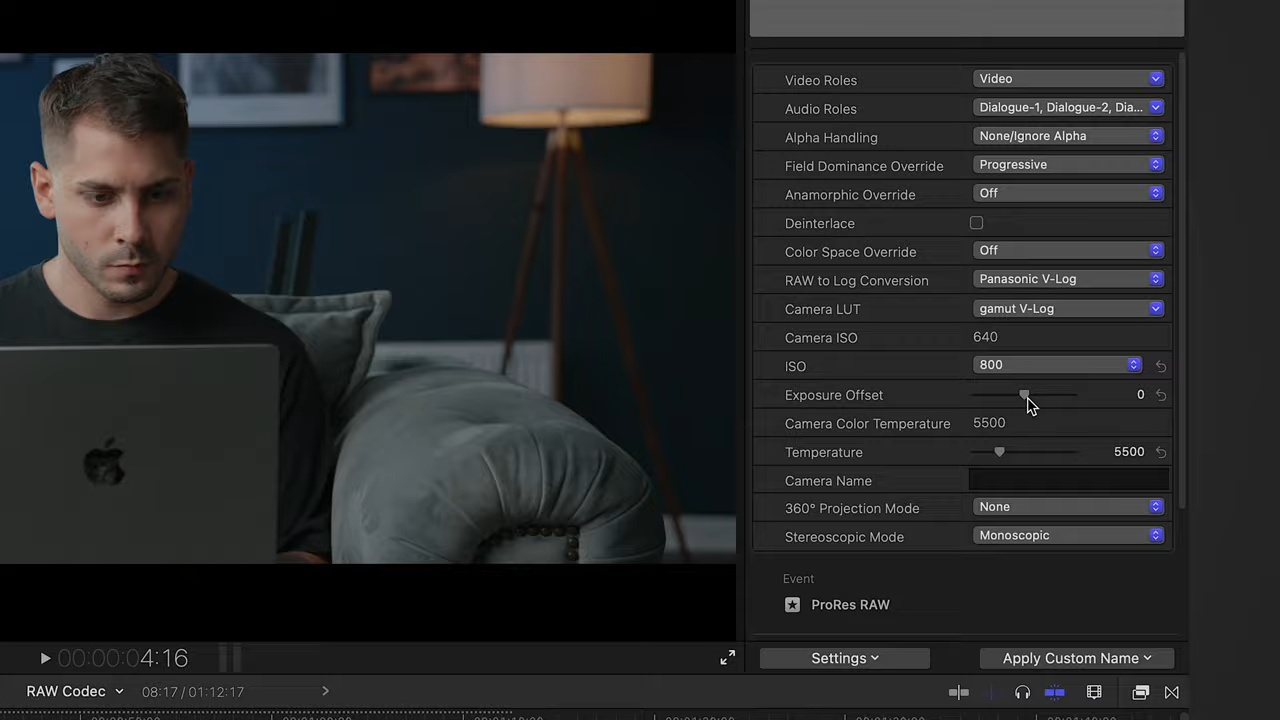 Video Roles Video
Audio Roles Dialogue-1, Dialogue-2, Dia...
Alpha Handling None/Ignore Alpha
Field Dominance Override Progressive
Anamorphic Override Off
Deinterlace
Color Space Override Off
RAW to Log Conversion Panasonic V-Log
Camera LUT gamut V-Log
Camera ISO 640
ISO 800
Exposure Offset 0
Camera Color Temperature 5500
Temperature 5500
Camera Name
360° Projection Mode None
Stereoscopic Mode Monoscopic
Event
ProRes RAW
00:00:04:16 Settings Apply Custom Name
RAW Codec 08:17 / 01:12:17